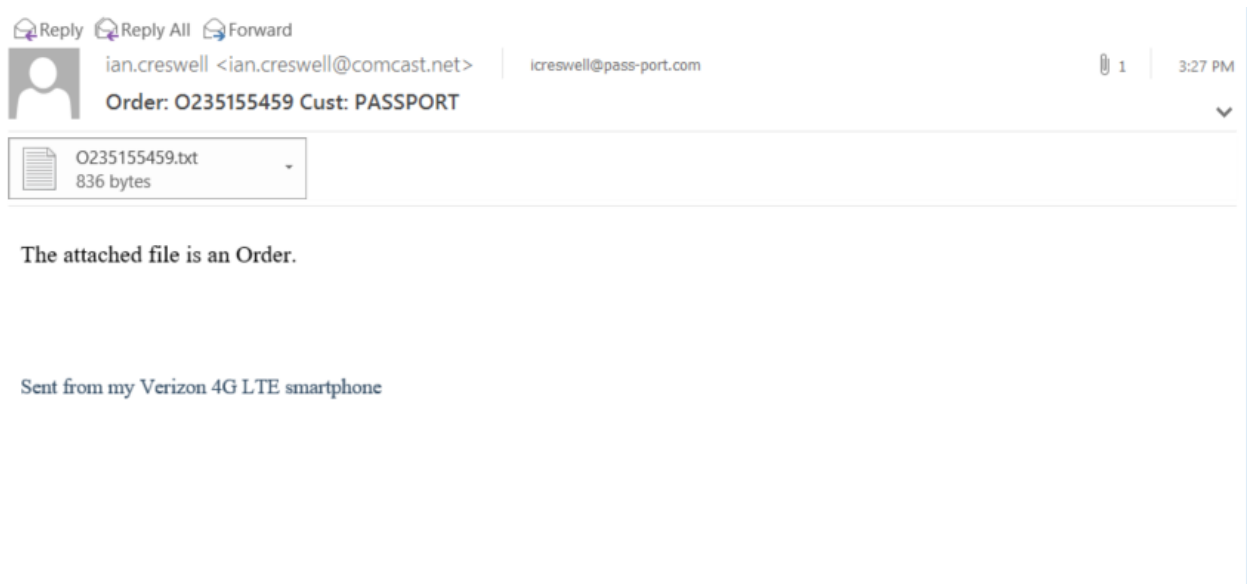 Reply Reply All Forward
ian.creswell <ian.creswell@comcast.net> icreswell@pass-port.com 1 3:27 PM
Order: O235155459 Cust: PASSPORT
O235155459.txt
836 bytes
The attached file is an Order.
Sent from my Verizon 4G LTE smartphone